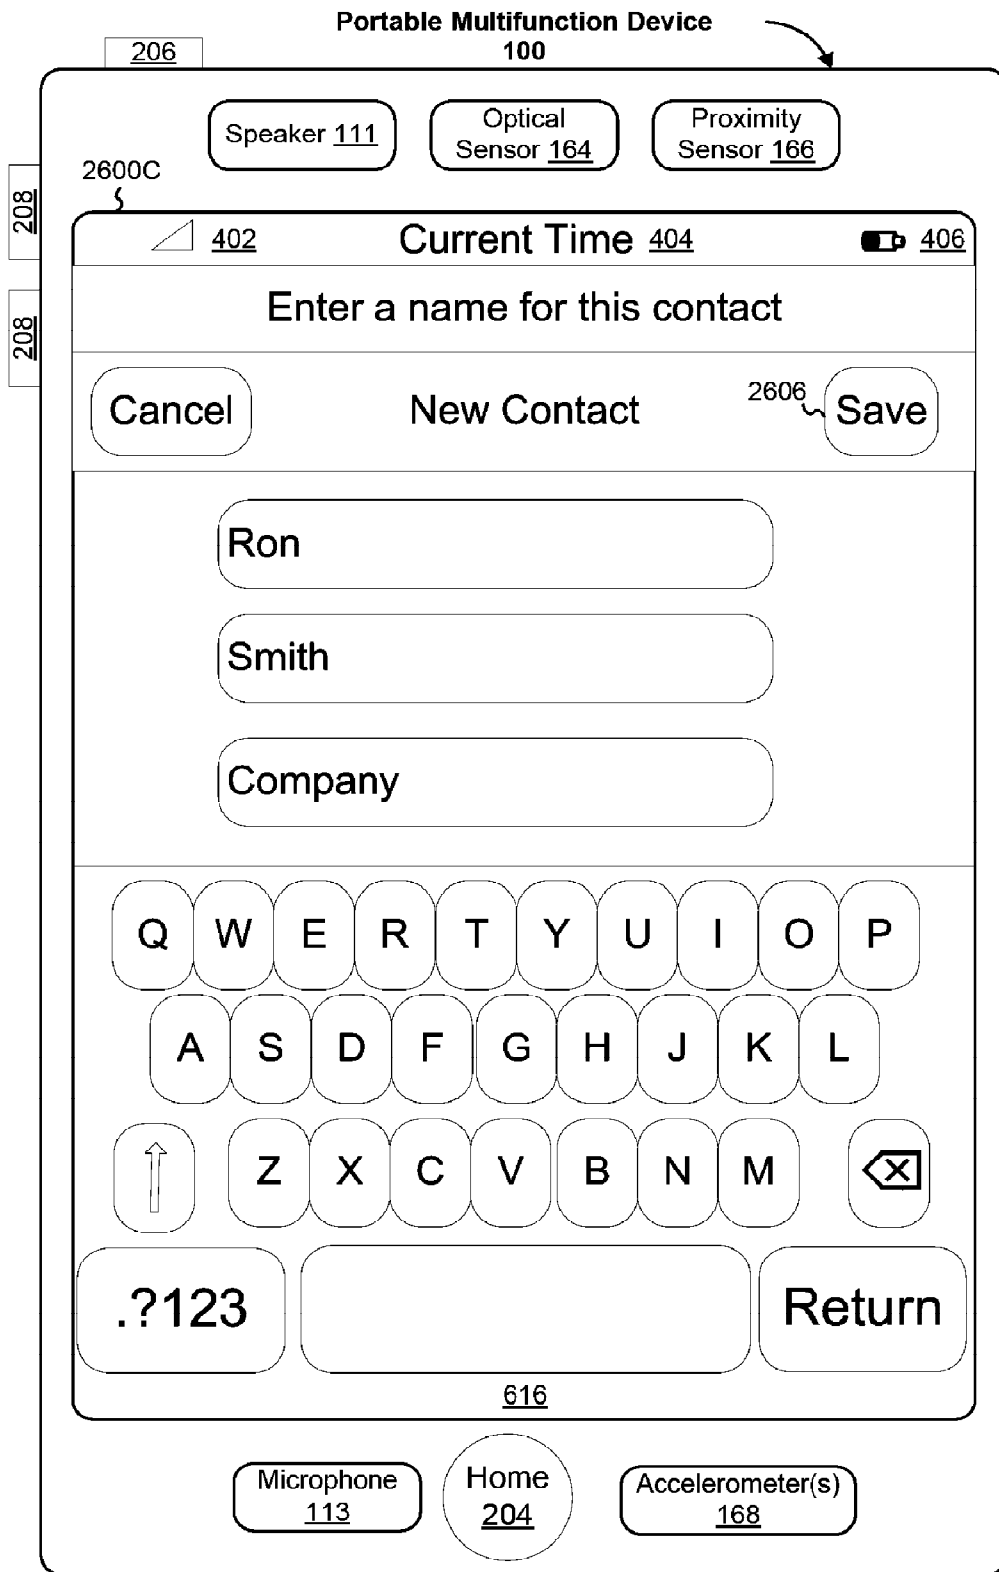 Portable Multifunction Device
100
206
Speaker 111
Optical
Sensor 164
Proximity
Sensor 166
2600C
208
208
402
Current Time 404
406
Enter a name for this contact
Cancel
New Contact
2606
Save
Ron
Smith
Company
Q W E R T Y U I O P
A S D F G H J K L
Z X C V B N M
.?123
Return
616
Microphone
113
Home
204
Accelerometer(s)
168